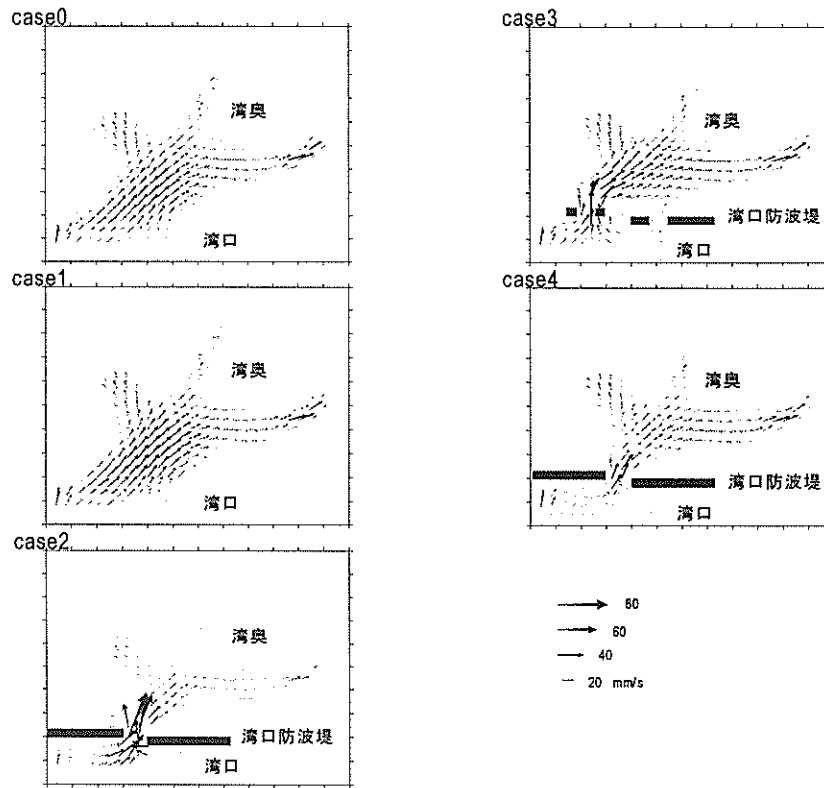 case0
湾奥
湾口
case1
湾奥
湾口
case2
湾奥
湾口防波堤
湾口
case3
湾奥
湾口防波堤
湾口
case4
湾奥
湾口防波堤
湾口
80
60
40
20 mm/s